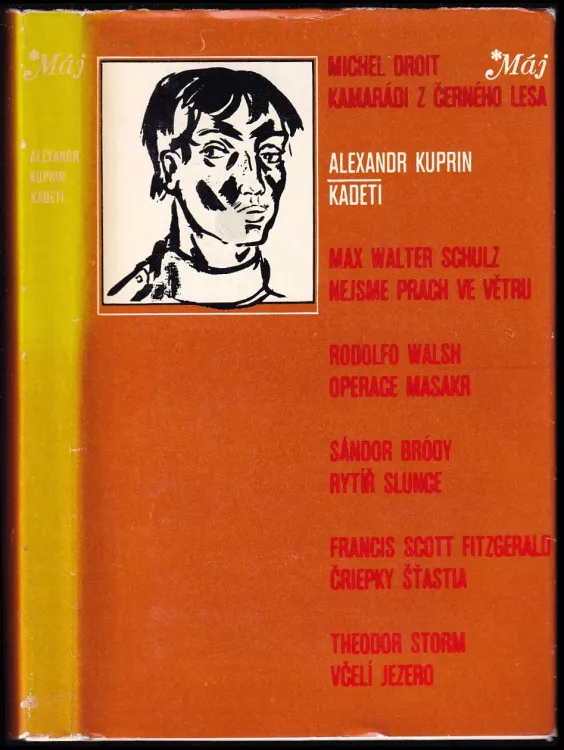 *Máj
ALEXANDR
KUPRIN
KADETI
*Máj
MICHEL DROIT
KAMARÁDI Z ČERNÉHO LESA
ALEXANDR KUPRIN
KADETI
MAX WALTER SCHULZ
NEJSME PRACH VE VĚTRU
RODOLFO WALSH
OPERACE MASAKR
SÁNDOR BRÓDY
RYTÍŘ SLUNCE
FRANCIS SCOTT FITZGERALD
ČRIEPKY ŠŤASTIA
THEODOR STORM
VČELÍ JEZERO